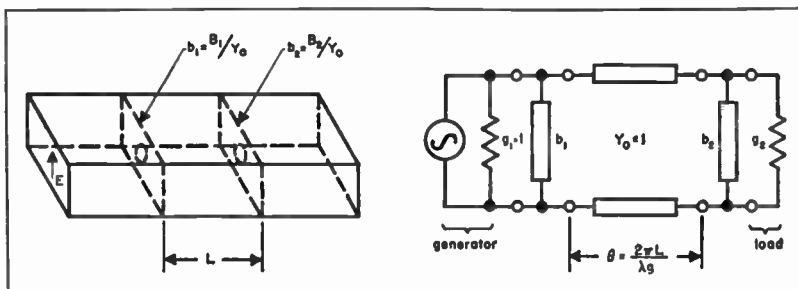 b₁ = B₁/Y₀
b₂ = B₂/Y₀
E
L
g₁=1
b₁
Y₀=1
b₂
g₂
generator
load
θ = 2πL/λg